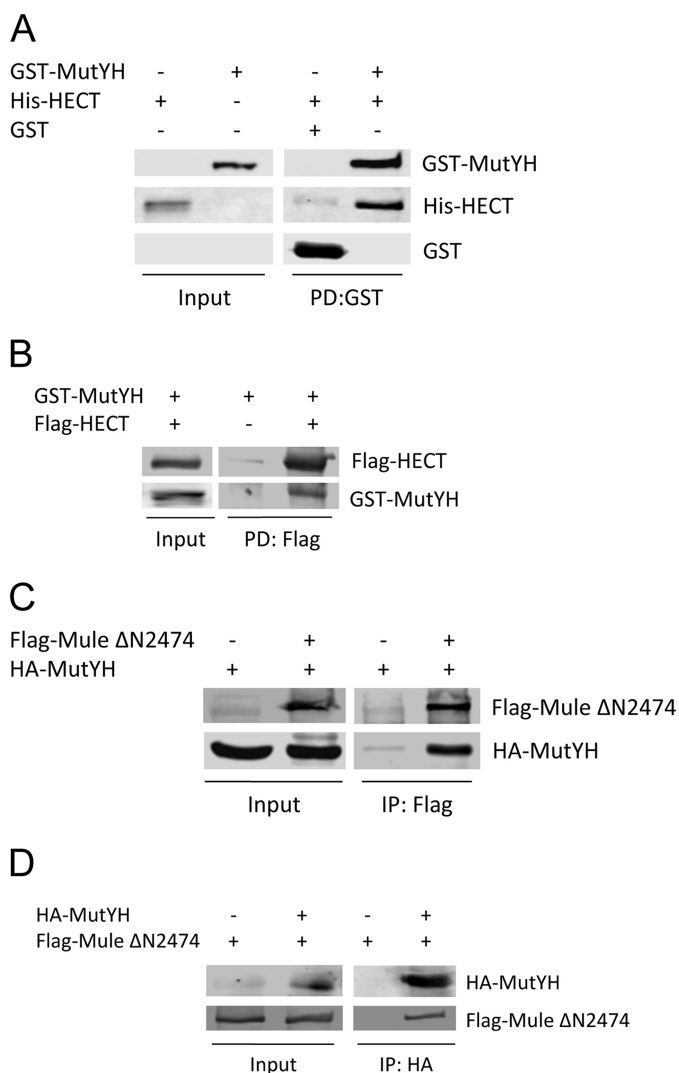 A
GST-MutYH - + - +
His-HECT + - + +
GST - - + -
GST-MutYH
His-HECT
GST
Input PD:GST
B
GST-MutYH + + +
Flag-HECT + - +
Flag-HECT
GST-MutYH
Input PD: Flag
C
Flag-Mule ΔN2474 - + - +
HA-MutYH + + + +
Flag-Mule ΔN2474
HA-MutYH
Input IP: Flag
D
HA-MutYH - + - +
Flag-Mule ΔN2474 + + + +
HA-MutYH
Flag-Mule ΔN2474
Input IP: HA